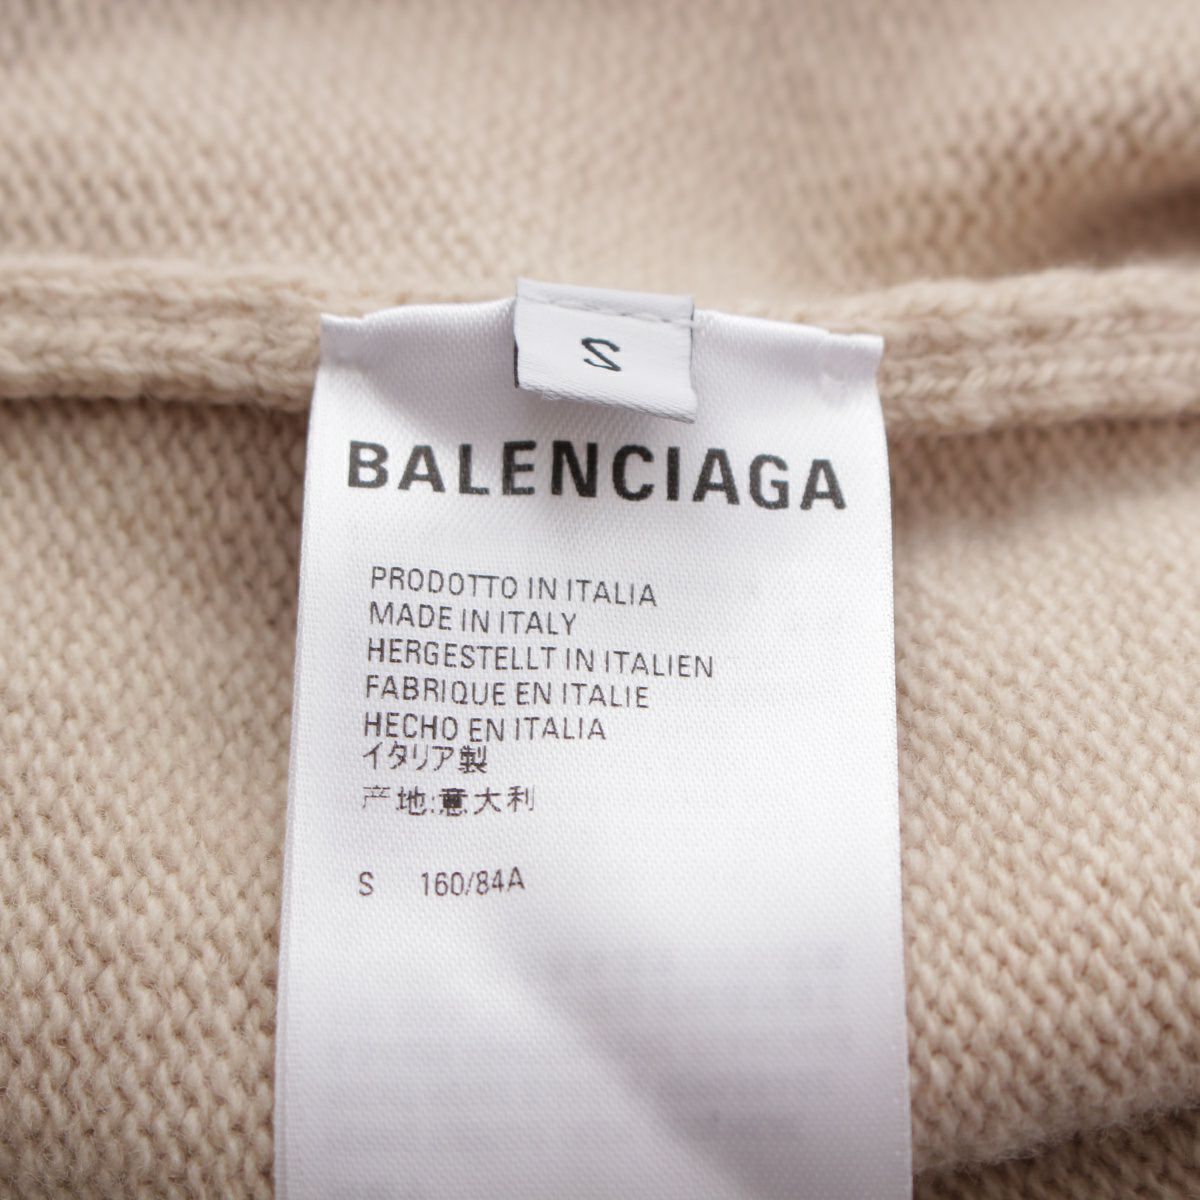 S
BALENCIAGA
PRODOTTO IN ITALIA
MADE IN ITALY
HERGESTELLT IN ITALIEN
FABRIQUE EN ITALIE
HECHO EN ITALIA
イタリア製
产地:意大利
S 160/84A